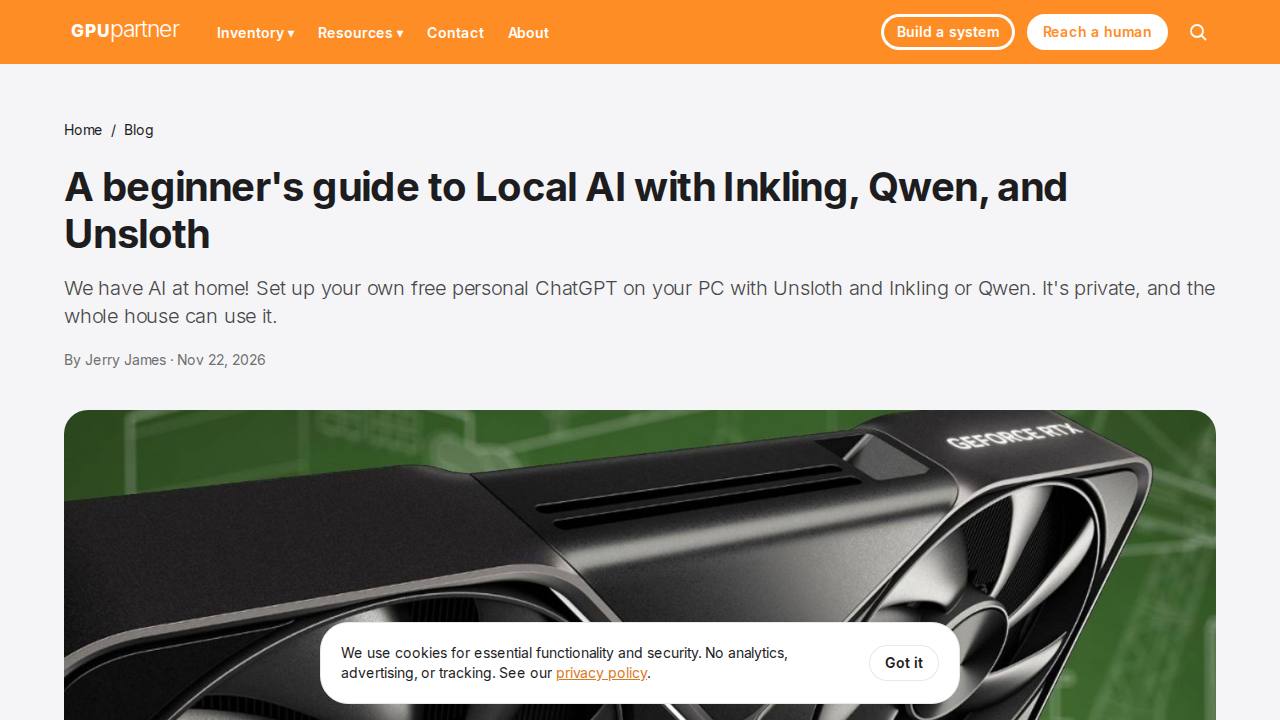 GPUpartner
Inventory ▾
Resources ▾
Contact
About
Build a system
Reach a human
Home / Blog
A beginner's guide to Local AI with Inkling, Qwen, and
Unsloth
We have AI at home! Set up your own free personal ChatGPT on your PC with Unsloth and Inkling or Qwen. It's private, and the
whole house can use it.
By Jerry James · Nov 22, 2026
GEFORCE RTX
We use cookies for essential functionality and security. No analytics,
advertising, or tracking. See our privacy policy.
Got it